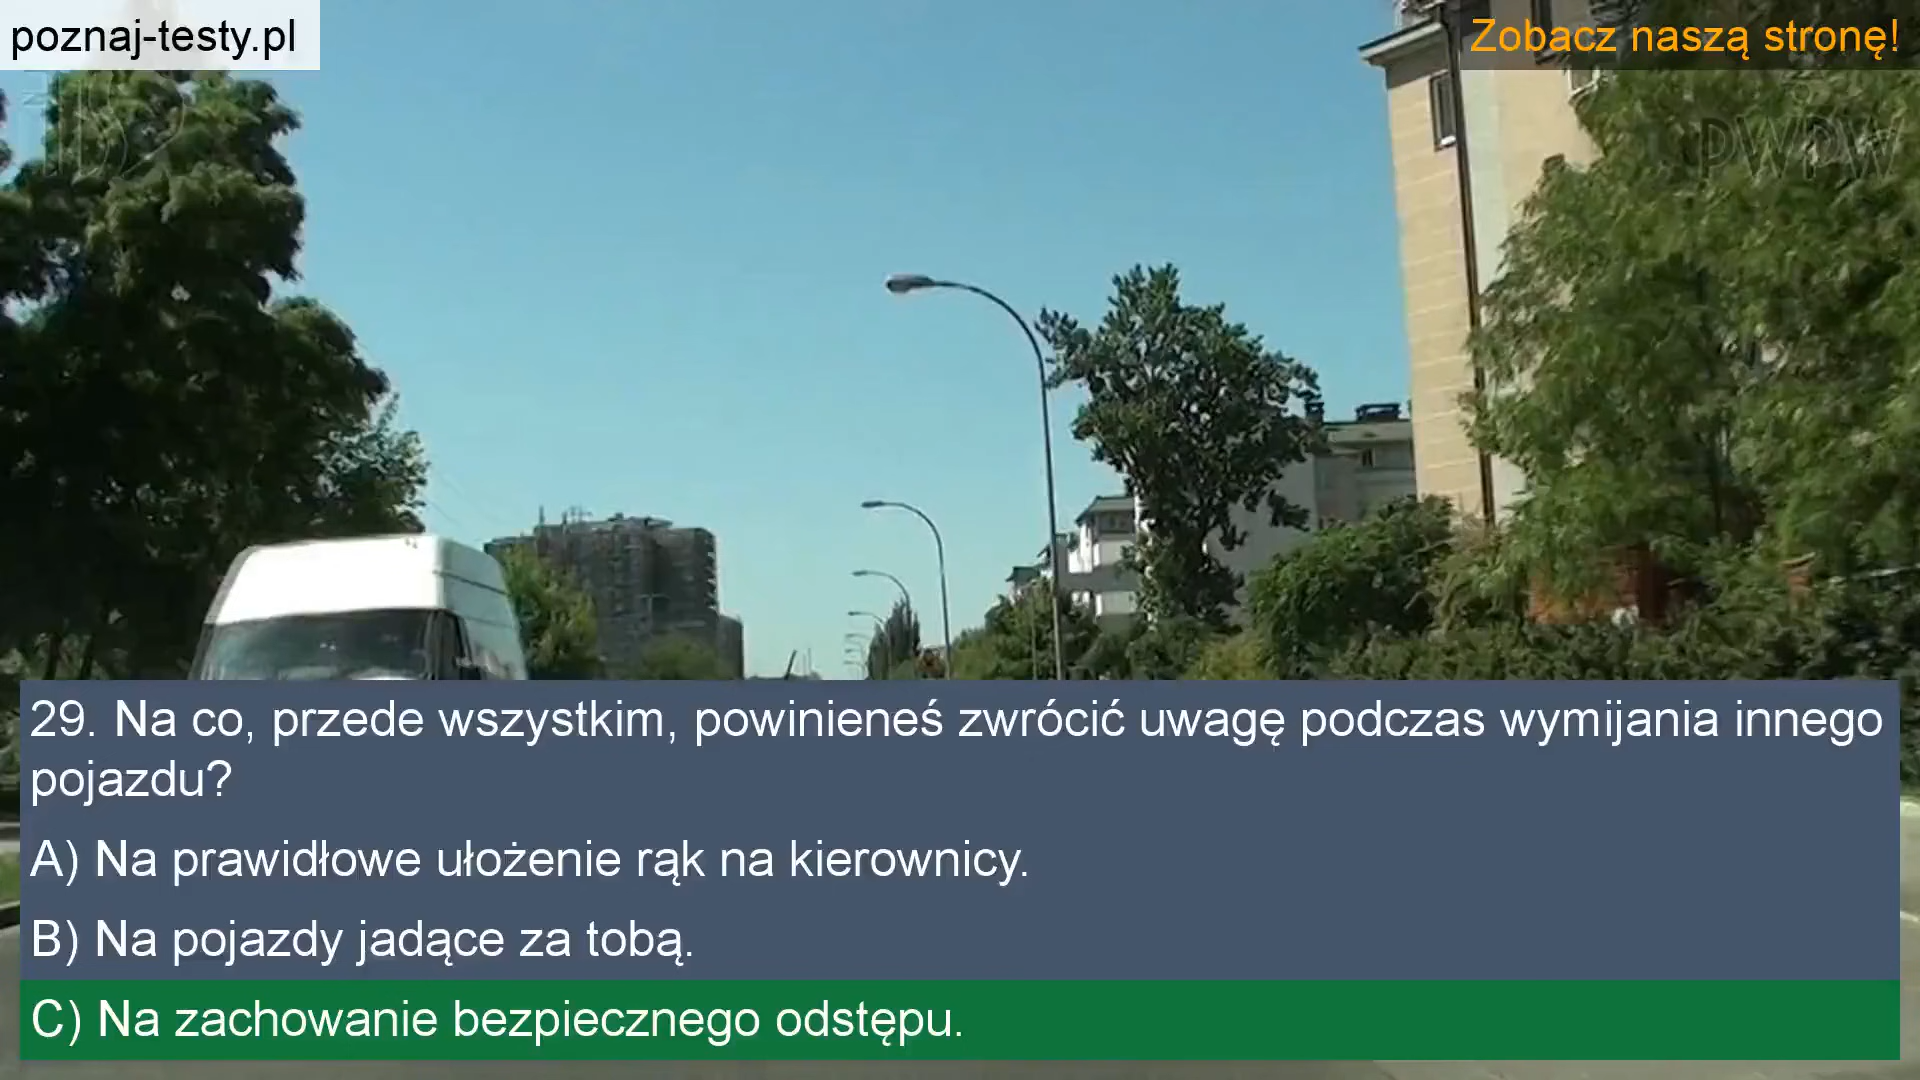 poznaj-testy.pl
Zobacz naszą stronę!
PWPW
29. Na co, przede wszystkim, powinieneś zwrócić uwagę podczas wymijania innego
pojazdu?
A) Na prawidłowe ułożenie rąk na kierownicy.
B) Na pojazdy jadące za tobą.
C) Na zachowanie bezpiecznego odstępu.